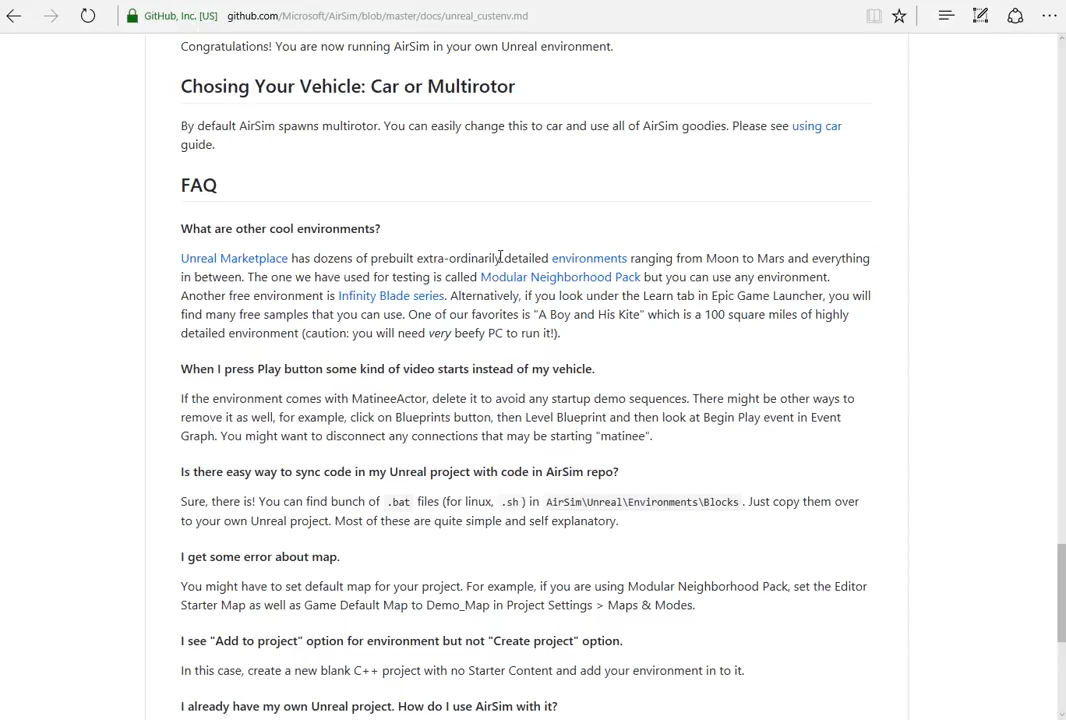 GitHub, Inc. [US] github.com/Microsoft/AirSim/blob/master/docs/unreal_custenv.md
Congratulations! You are now running AirSim in your own Unreal environment.
Chosing Your Vehicle: Car or Multirotor
By default AirSim spawns multirotor. You can easily change this to car and use all of AirSim goodies. Please see using car
guide.
FAQ
What are other cool environments?
Unreal Marketplace has dozens of prebuilt extra-ordinarily detailed environments ranging from Moon to Mars and everything
in between. The one we have used for testing is called Modular Neighborhood Pack but you can use any environment.
Another free environment is Infinity Blade series. Alternatively, if you look under the Learn tab in Epic Game Launcher, you will
find many free samples that you can use. One of our favorites is "A Boy and His Kite" which is a 100 square miles of highly
detailed environment (caution: you will need very beefy PC to run it!).
When I press Play button some kind of video starts instead of my vehicle.
If the environment comes with MatineeActor, delete it to avoid any startup demo sequences. There might be other ways to
remove it as well, for example, click on Blueprints button, then Level Blueprint and then look at Begin Play event in Event
Graph. You might want to disconnect any connections that may be starting "matinee".
Is there easy way to sync code in my Unreal project with code in AirSim repo?
Sure, there is! You can find bunch of .bat files (for linux, .sh) in AirSim\Unreal\Environments\Blocks. Just copy them over
to your own Unreal project. Most of these are quite simple and self explanatory.
I get some error about map.
You might have to set default map for your project. For example, if you are using Modular Neighborhood Pack, set the Editor
Starter Map as well as Game Default Map to Demo_Map in Project Settings > Maps & Modes.
I see "Add to project" option for environment but not "Create project" option.
In this case, create a new blank C++ project with no Starter Content and add your environment in to it.
I already have my own Unreal project. How do I use AirSim with it?